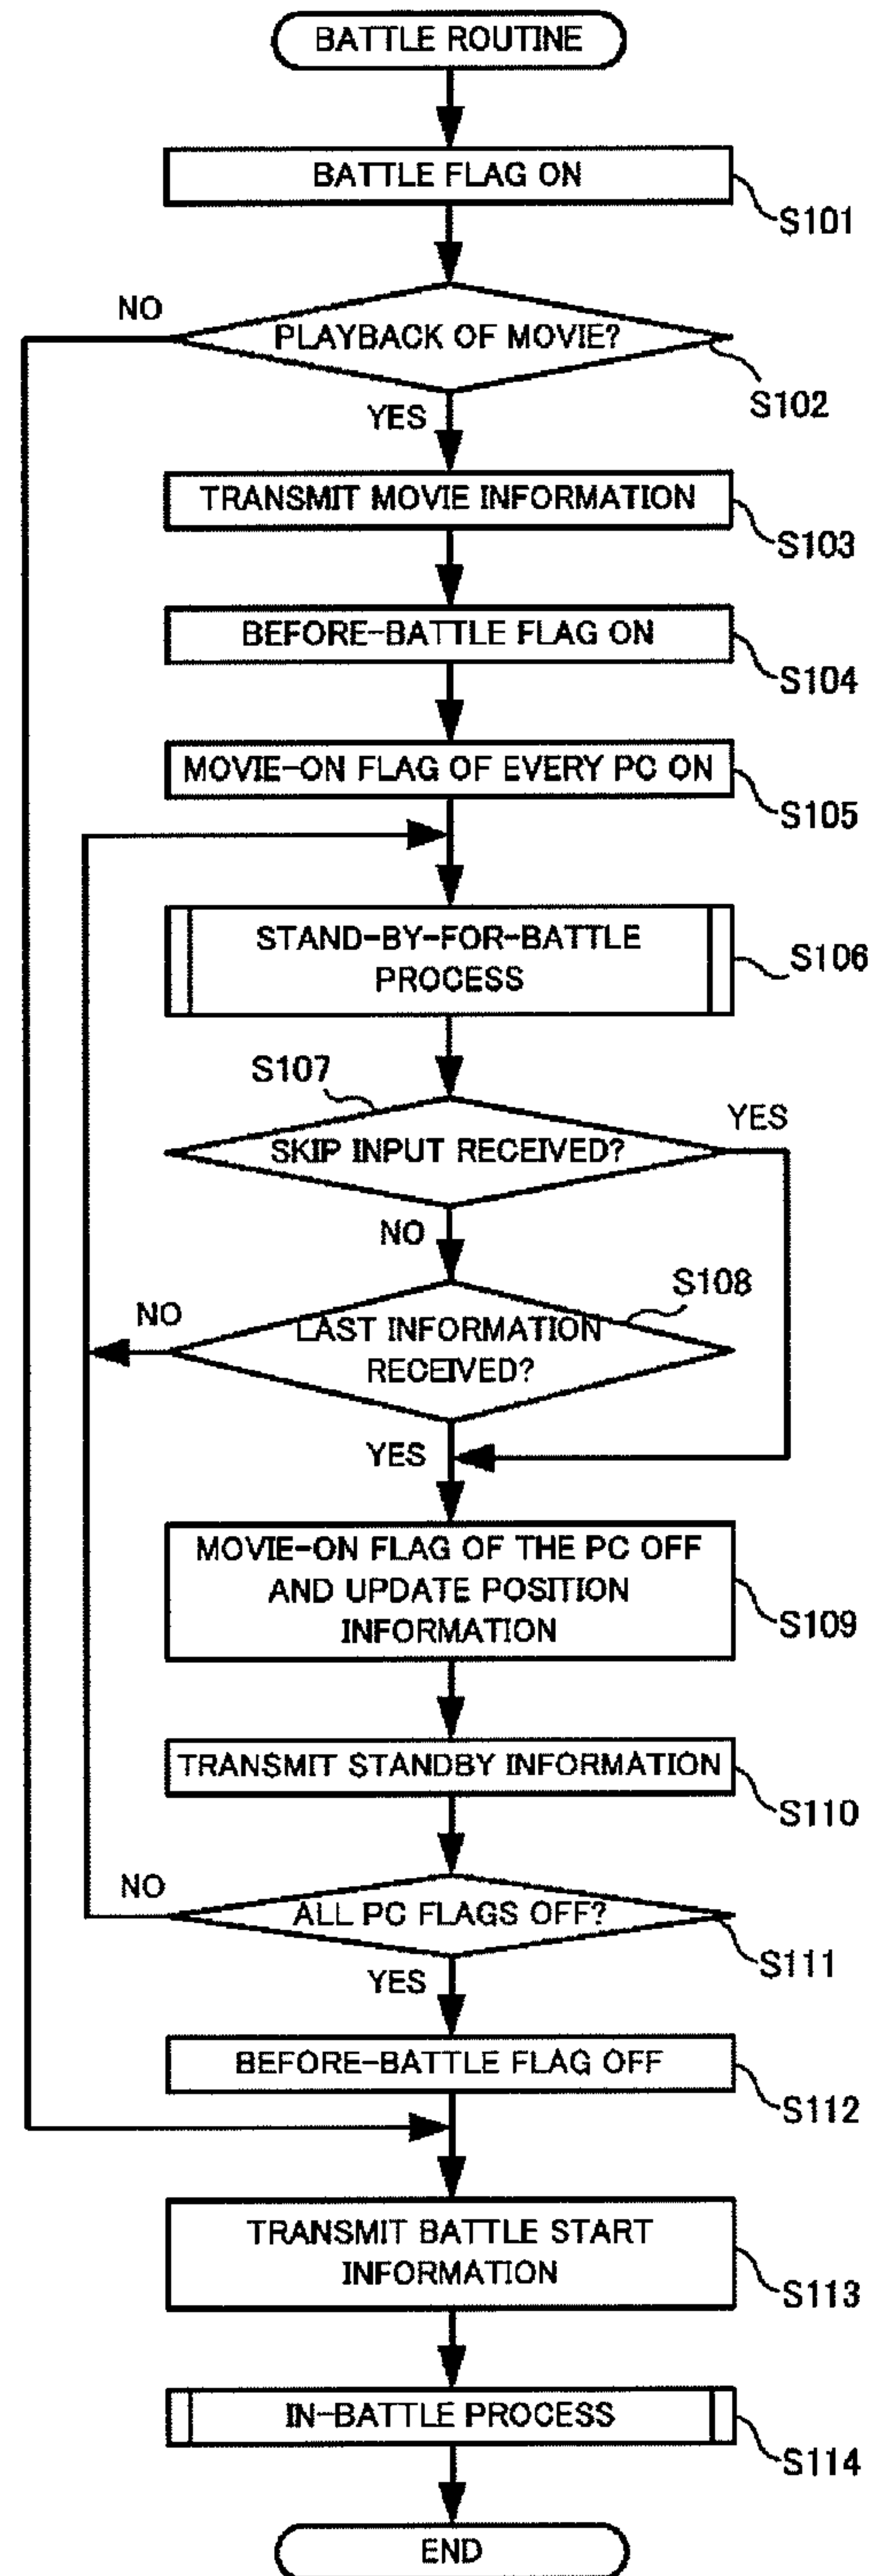 BATTLE ROUTINE
BATTLE FLAG ON
S101
NO
PLAYBACK OF MOVIE?
S102
YES
TRANSMIT MOVIE INFORMATION
S103
BEFORE-BATTLE FLAG ON
S104
MOVIE-ON FLAG OF EVERY PC ON
S105
STAND-BY-FOR-BATTLE
PROCESS
S106
S107
YES
SKIP INPUT RECEIVED?
NO
S108
NO
LAST INFORMATION
RECEIVED?
YES
MOVIE-ON FLAG OF THE PC OFF
AND UPDATE POSITION
INFORMATION
S109
TRANSMIT STANDBY INFORMATION
S110
NO
ALL PC FLAGS OFF?
S111
YES
BEFORE-BATTLE FLAG OFF
S112
TRANSMIT BATTLE START
INFORMATION
S113
IN-BATTLE PROCESS
S114
END